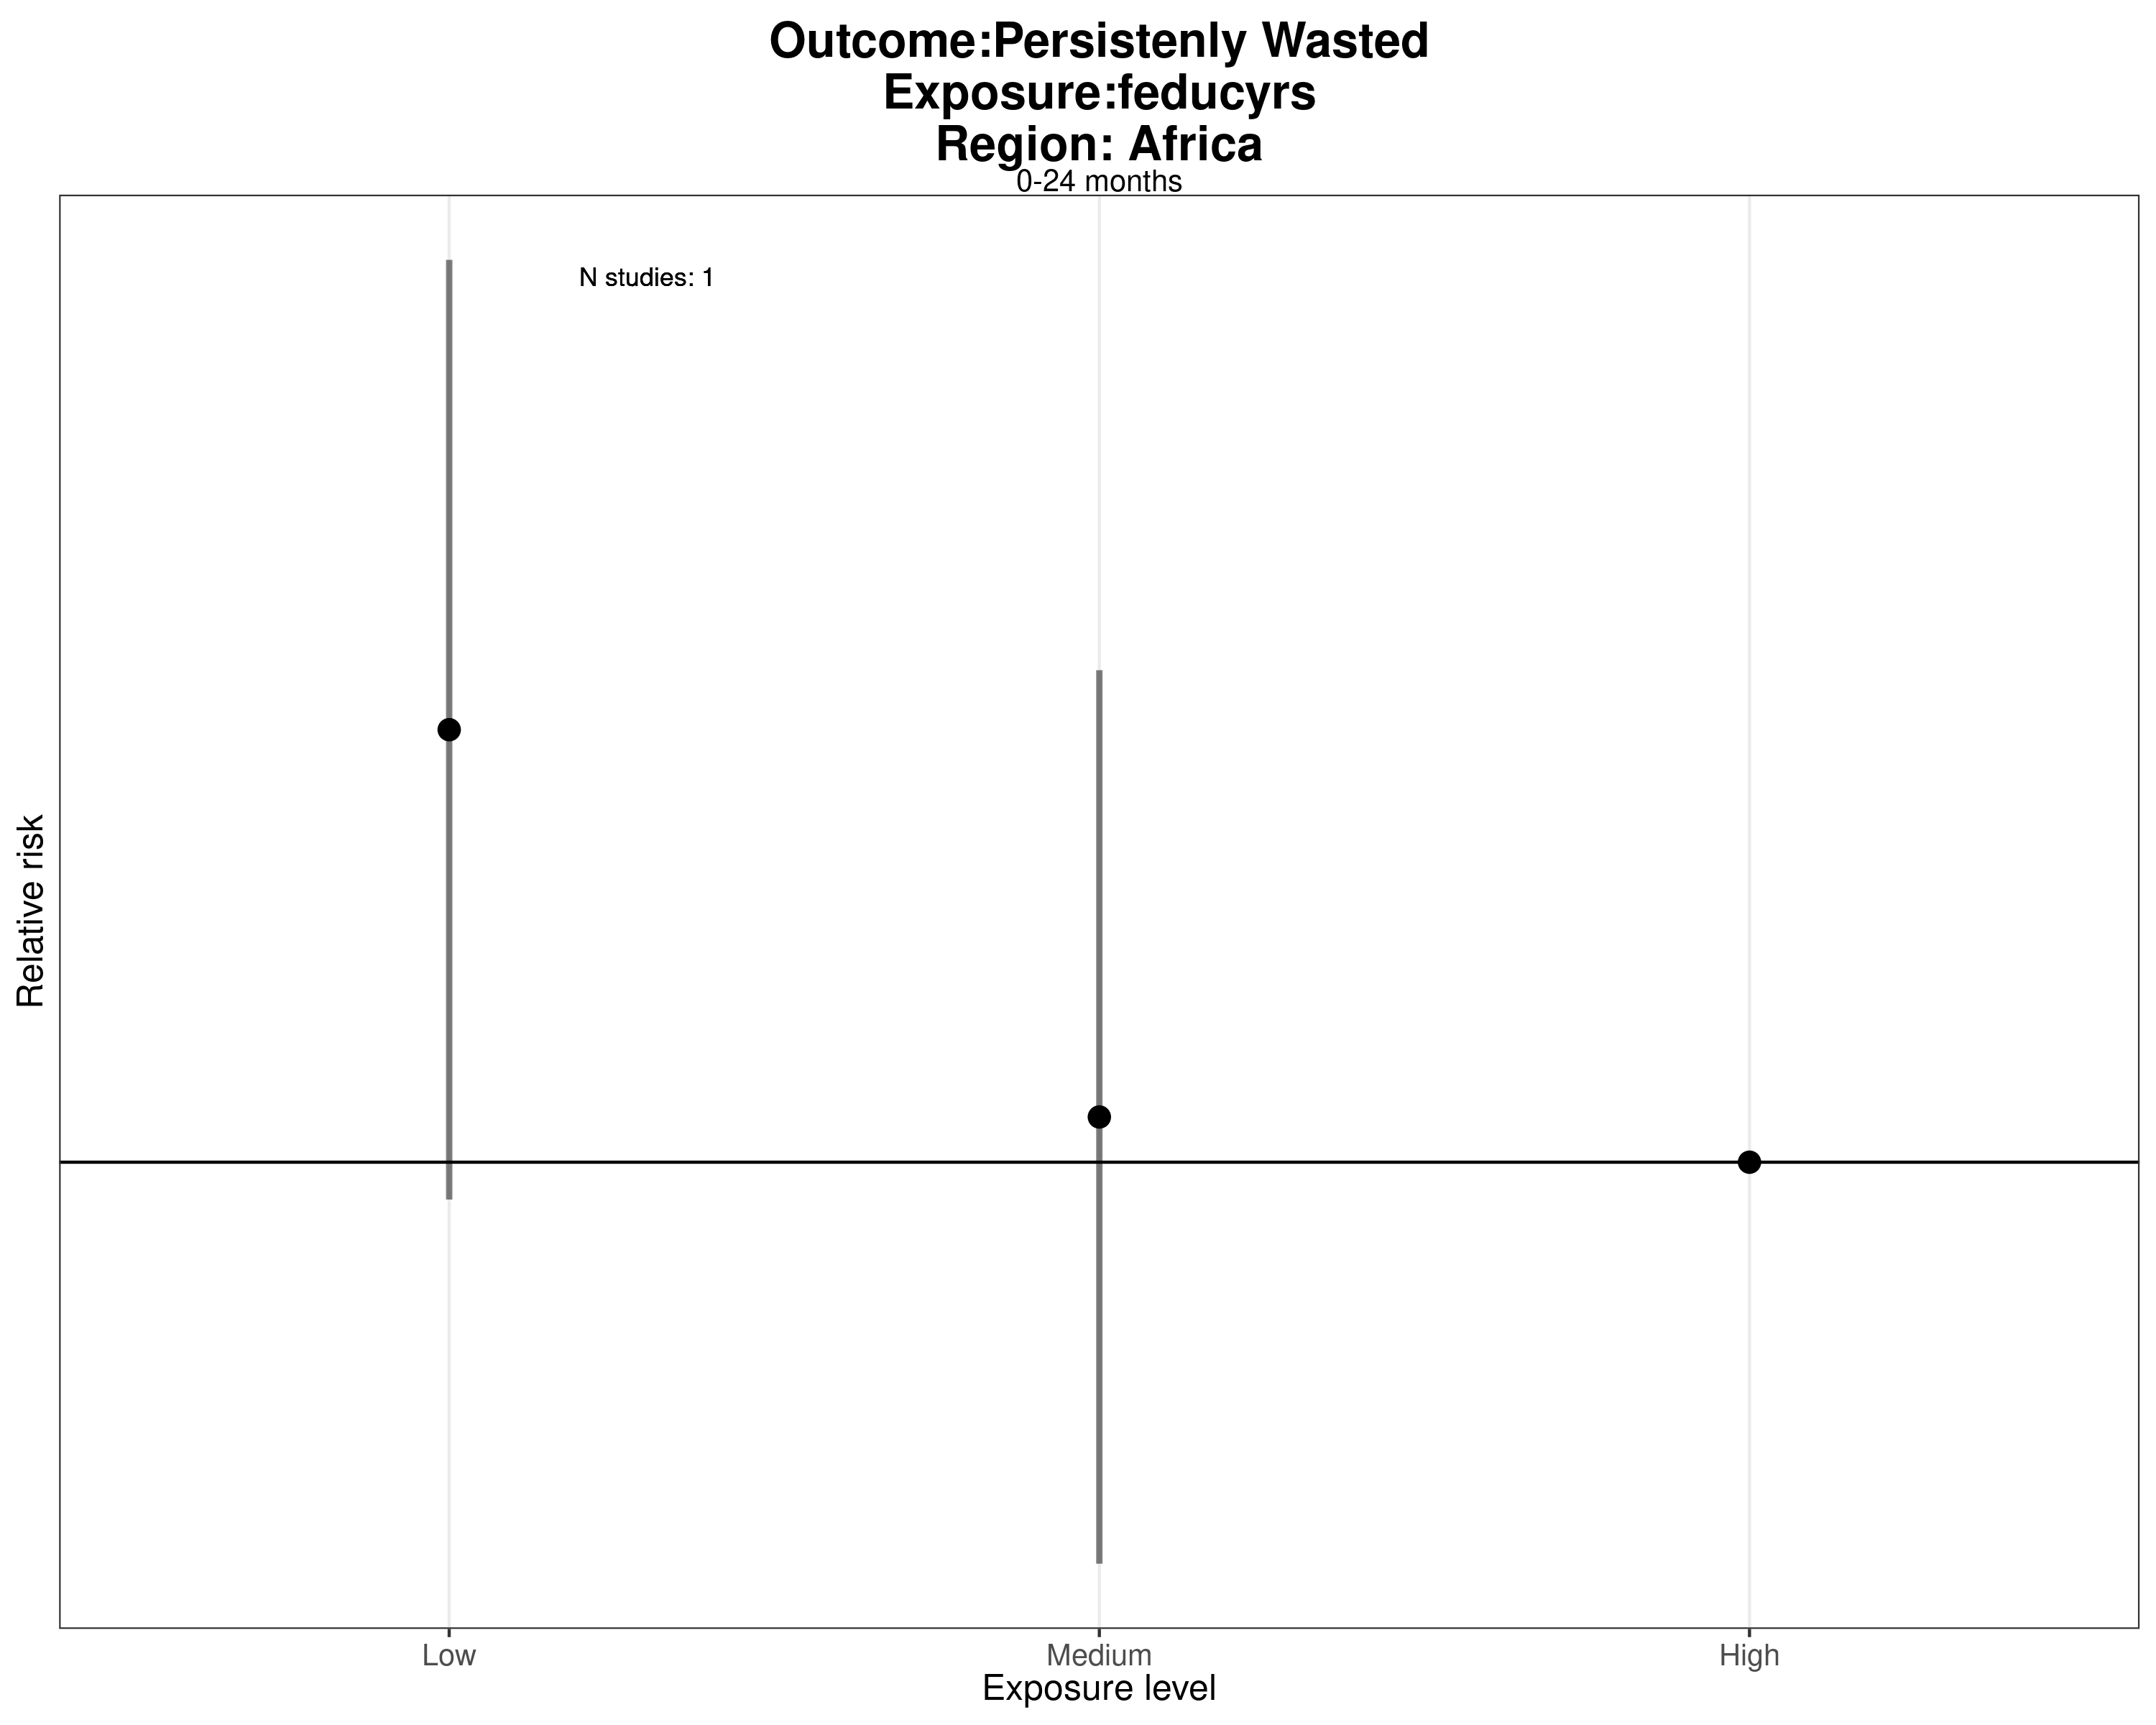 Outcome:Persistenly Wasted
Exposure:feducyrs
Region: Africa
0-24 months
N studies: 1
Relative risk
Low
Medium
High
Exposure level